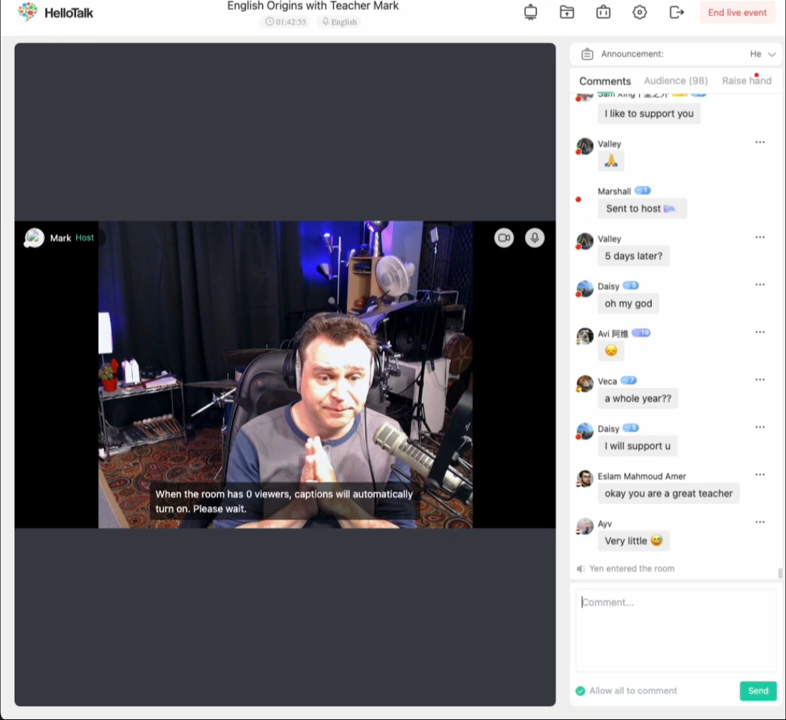 HelloTalk
English Origins with Teacher Mark
01:42:55
English
End live event
Announcement:
He
Comments
Audience (98)
Raise hand
I like to support you
Valley
🙏
Marshall
Sent to host
Valley
5 days later?
Daisy
oh my god
Avi 阿维
😞
Veca
a whole year??
Daisy
I will support u
Eslam Mahmoud Amer
okay you are a great teacher
Ayv
Very little 😅
Yen entered the room
Comment...
Allow all to comment
Send
Mark Host
When the room has 0 viewers, captions will automatically
turn on. Please wait.